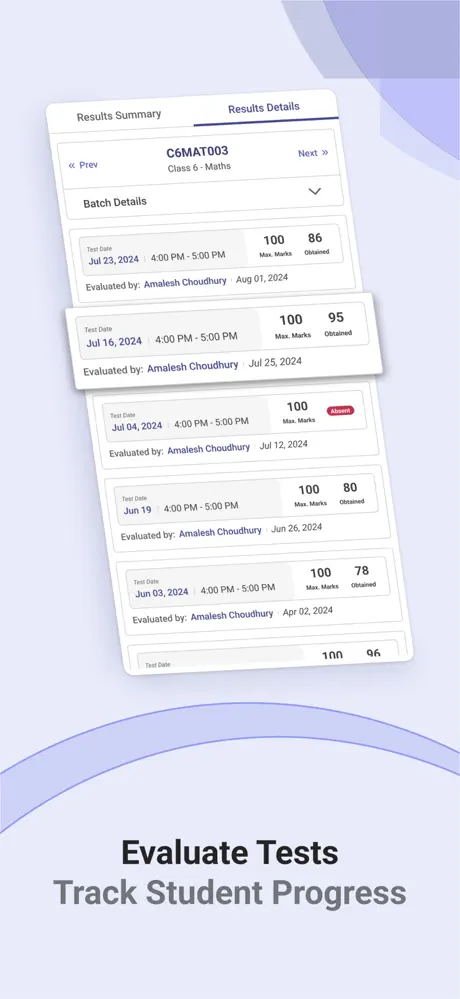 Results Summary
Results Details
« Prev
C6MAT003
Next »
Class 6 - Maths
Batch Details
Test Date
Jul 23, 2024 | 4:00 PM - 5:00 PM
100
Max. Marks
86
Obtained
Evaluated by: Amalesh Choudhury | Aug 01, 2024
Test Date
Jul 16, 2024 | 4:00 PM - 5:00 PM
100
Max. Marks
95
Obtained
Evaluated by: Amalesh Choudhury | Jul 25, 2024
Test Date
Jul 04, 2024 | 4:00 PM - 5:00 PM
100
Max. Marks
Absent
Evaluated by: Amalesh Choudhury | Jul 12, 2024
Test Date
Jun 19 | 4:00 PM - 5:00 PM
100
Max. Marks
80
Obtained
Evaluated by: Amalesh Choudhury | Jun 26, 2024
Test Date
Jun 03, 2024 | 4:00 PM - 5:00 PM
100
Max. Marks
78
Obtained
Evaluated by: Amalesh Choudhury | Apr 02, 2024
Test Date
100
96
Evaluate Tests
Track Student Progress